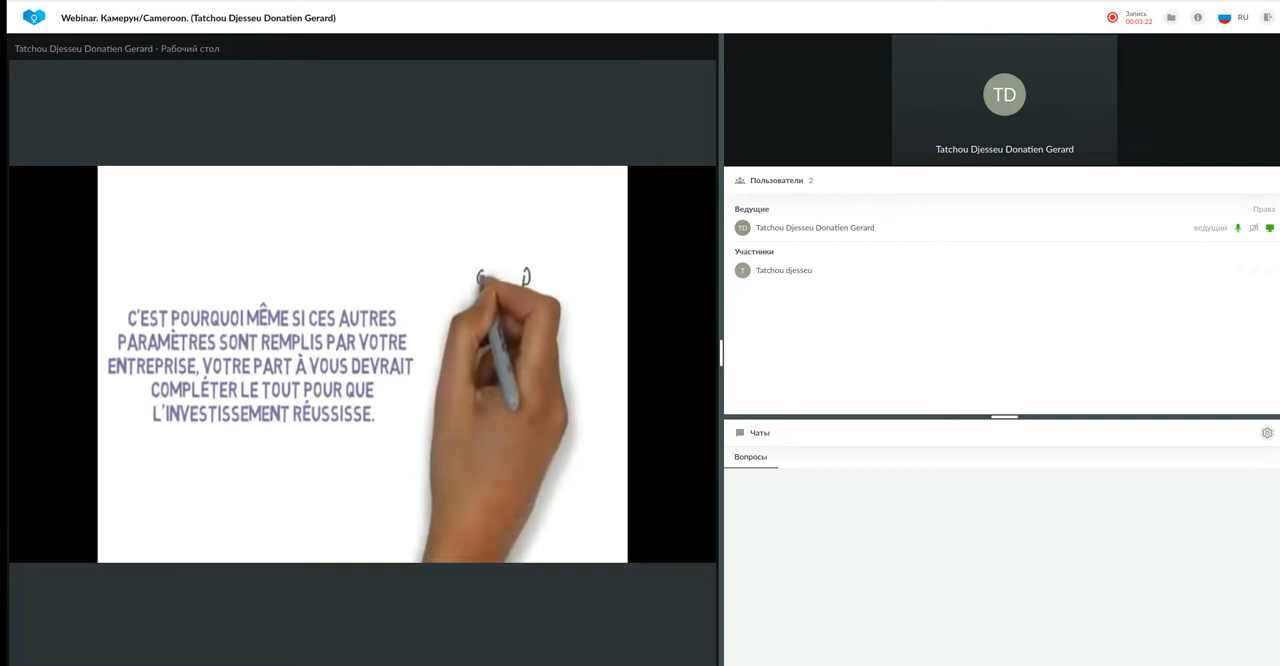 Webinar. Камерун/Cameroon. (Tatchou Djesseu Donatien Gerard)
Запись
00:03:22
RU
Tatchou Djesseu Donatien Gerard - Рабочий стол
TD
Tatchou Djesseu Donatien Gerard
Пользователи 2
Ведущие Права
TD Tatchou Djesseu Donatien Gerard ведущий
Участники
T Tatchou djesseu
C'EST POURQUOI MÊME SI CES AUTRES
PARAMÈTRES SONT REMPLIS PAR VOTRE
ENTREPRISE, VOTRE PART À VOUS DEVRAIT
COMPLÉTER LE TOUT POUR QUE
L'INVESTISSEMENT RÉUSSISSE.
Чаты
Вопросы